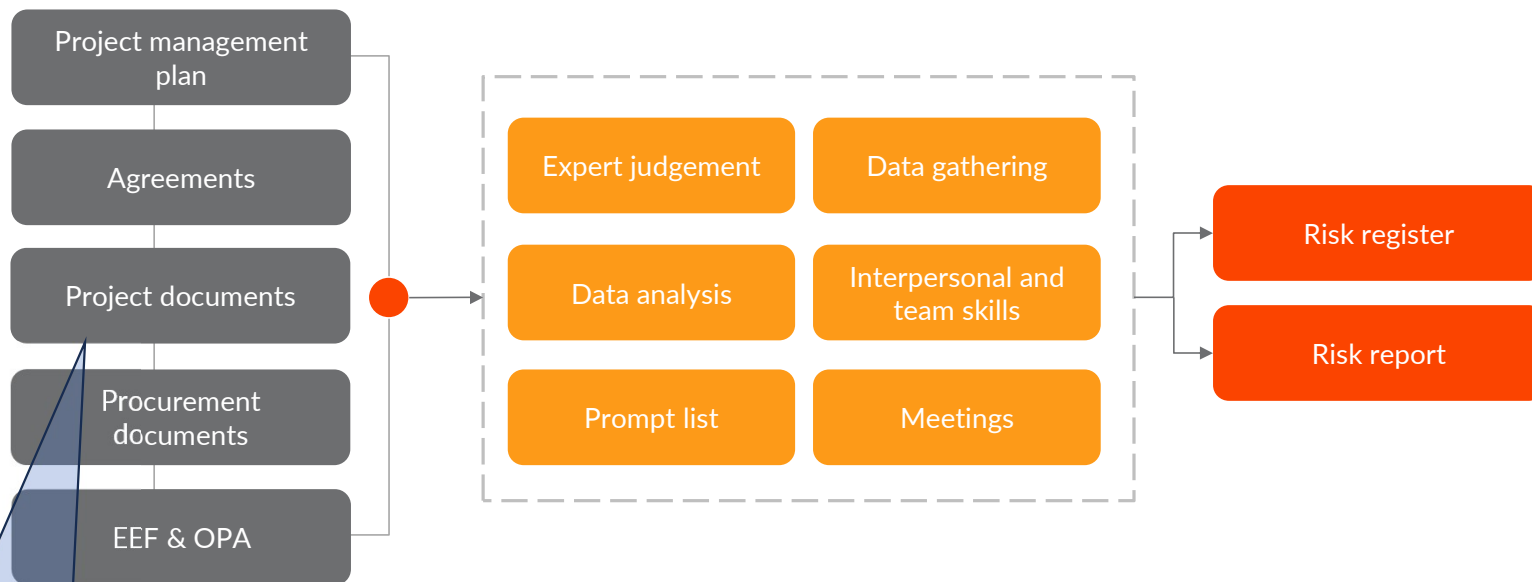 Project management
plan
Agreements
Project documents
Procurement
documents
EEF & OPA
Expert judgement
Data gathering
Data analysis
Interpersonal and
team skills
Prompt list
Meetings
Risk register
Risk report